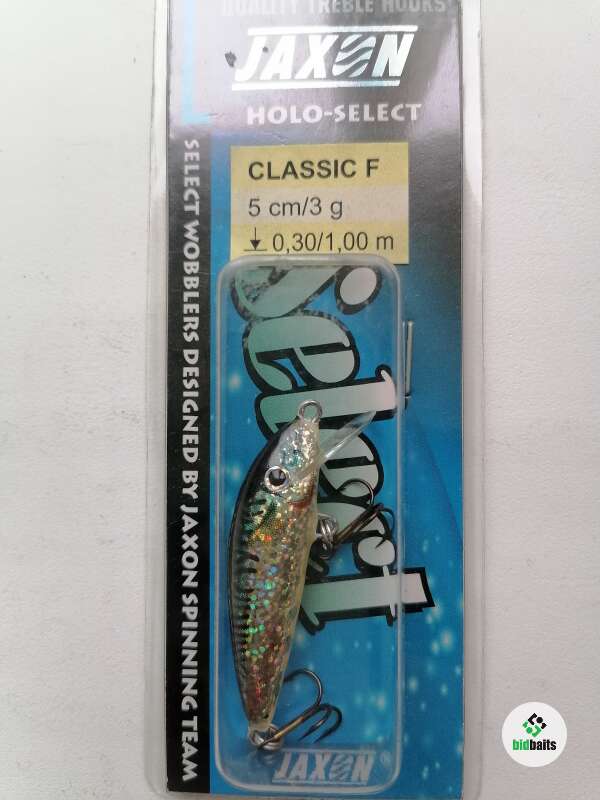 QUALITY TREBLE HOOKS
JAXON
HOLO-SELECT
CLASSIC F
5 cm/3 g
0,30/1,00 m
Select
SELECT WOBBLERS DESIGNED BY JAXON SPINNING TEAM
JAXON
bidbaits